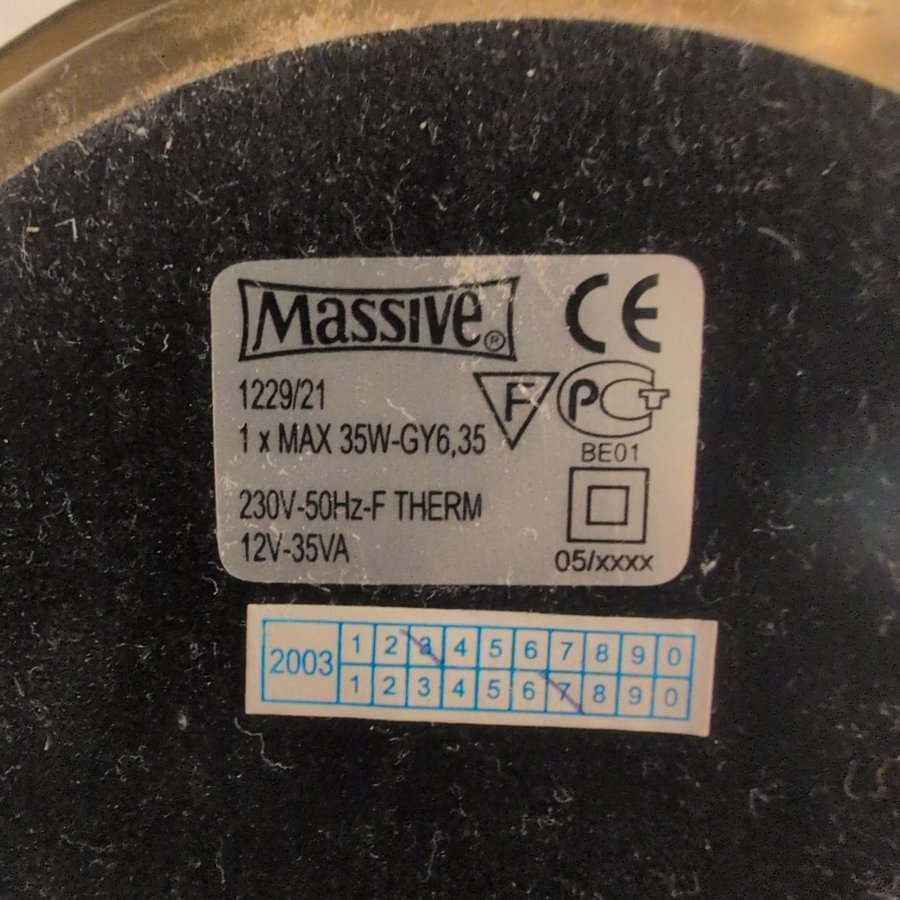 Massive®
CE
1229/21
F
РСТ
1 x MAX 35W-GY6,35
BE01
230V-50Hz-F THERM
12V-35VA
05/xxxx
2003
1 2 3 4 5 6 7 8 9 0
1 2 3 4 5 6 7 8 9 0